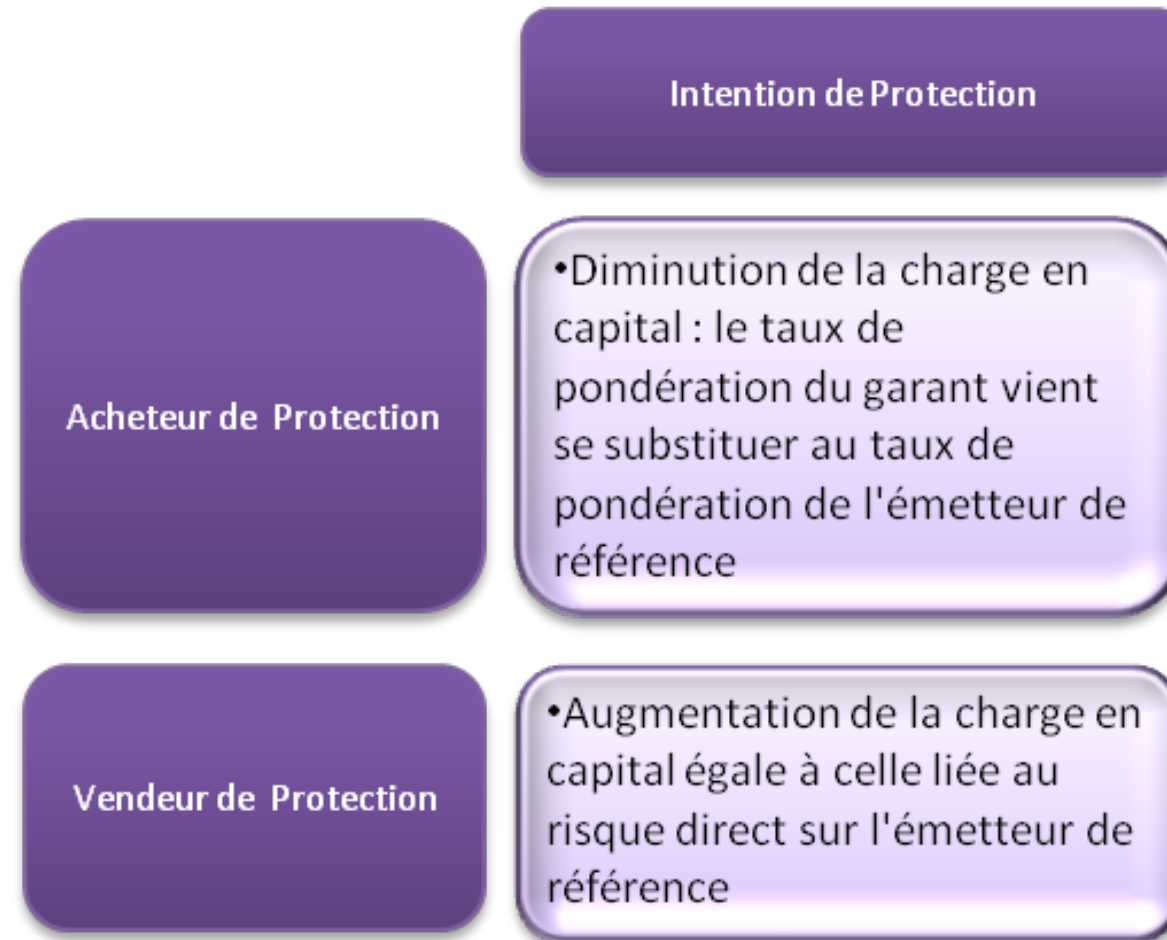 Intention de Protection
Acheteur de Protection
•Diminution de la charge en
capital : le taux de
pondération du garant vient
se substituer au taux de
pondération de l'émetteur de
référence
Vendeur de Protection
•Augmentation de la charge en
capital égale à celle liée au
risque direct sur l'émetteur de
référence